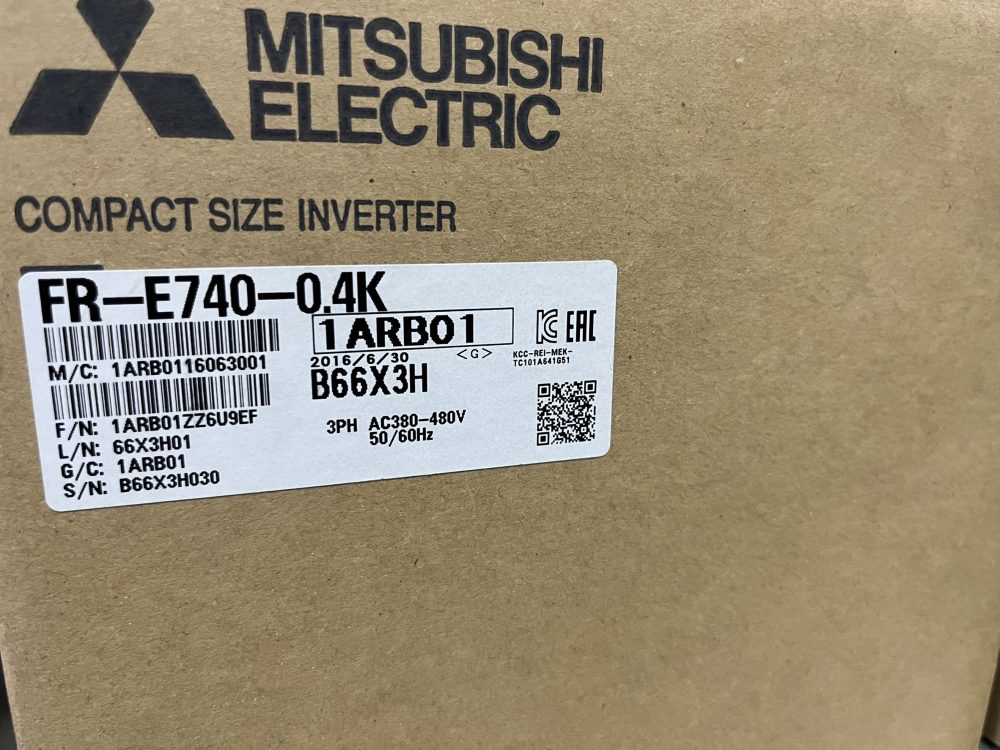 MITSUBISHI
ELECTRIC
COMPACT SIZE INVERTER
FR-E740-0.4K
1ARB01
M/C: 1ARB0116063001
2016/6/30
<G>
B66X3H
KCC-REI-MEK-
TC101A641G51
EAC
F/N: 1ARB01ZZ6U9EF
L/N: 66X3H01
G/C: 1ARB01
S/N: B66X3H030
3PH AC380-480V
50/60Hz